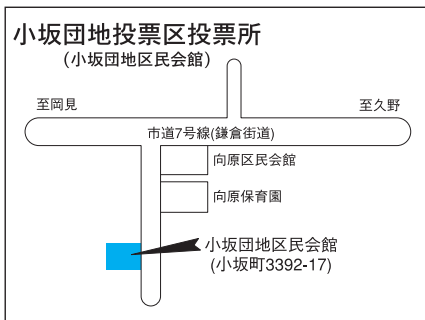 小坂団地投票区投票所
(小坂団地区民会館)
至岡見
至久野
市道7号線(鎌倉街道)
向原区民会館
向原保育園
小坂団地区民会館
(小坂町3392-17)